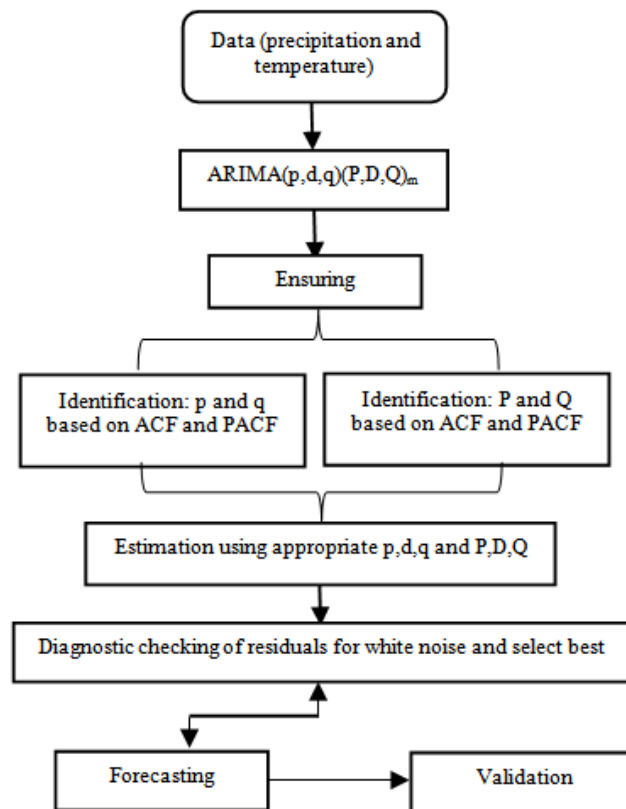 Data (precipitation and
temperature)
ARIMA(p,d,q)(P,D,Q)m
Ensuring
Identification: p and q
based on ACF and PACF
Identification: P and Q
based on ACF and PACF
Estimation using appropriate p,d,q and P,D,Q
Diagnostic checking of residuals for white noise and select best
Forecasting
Validation